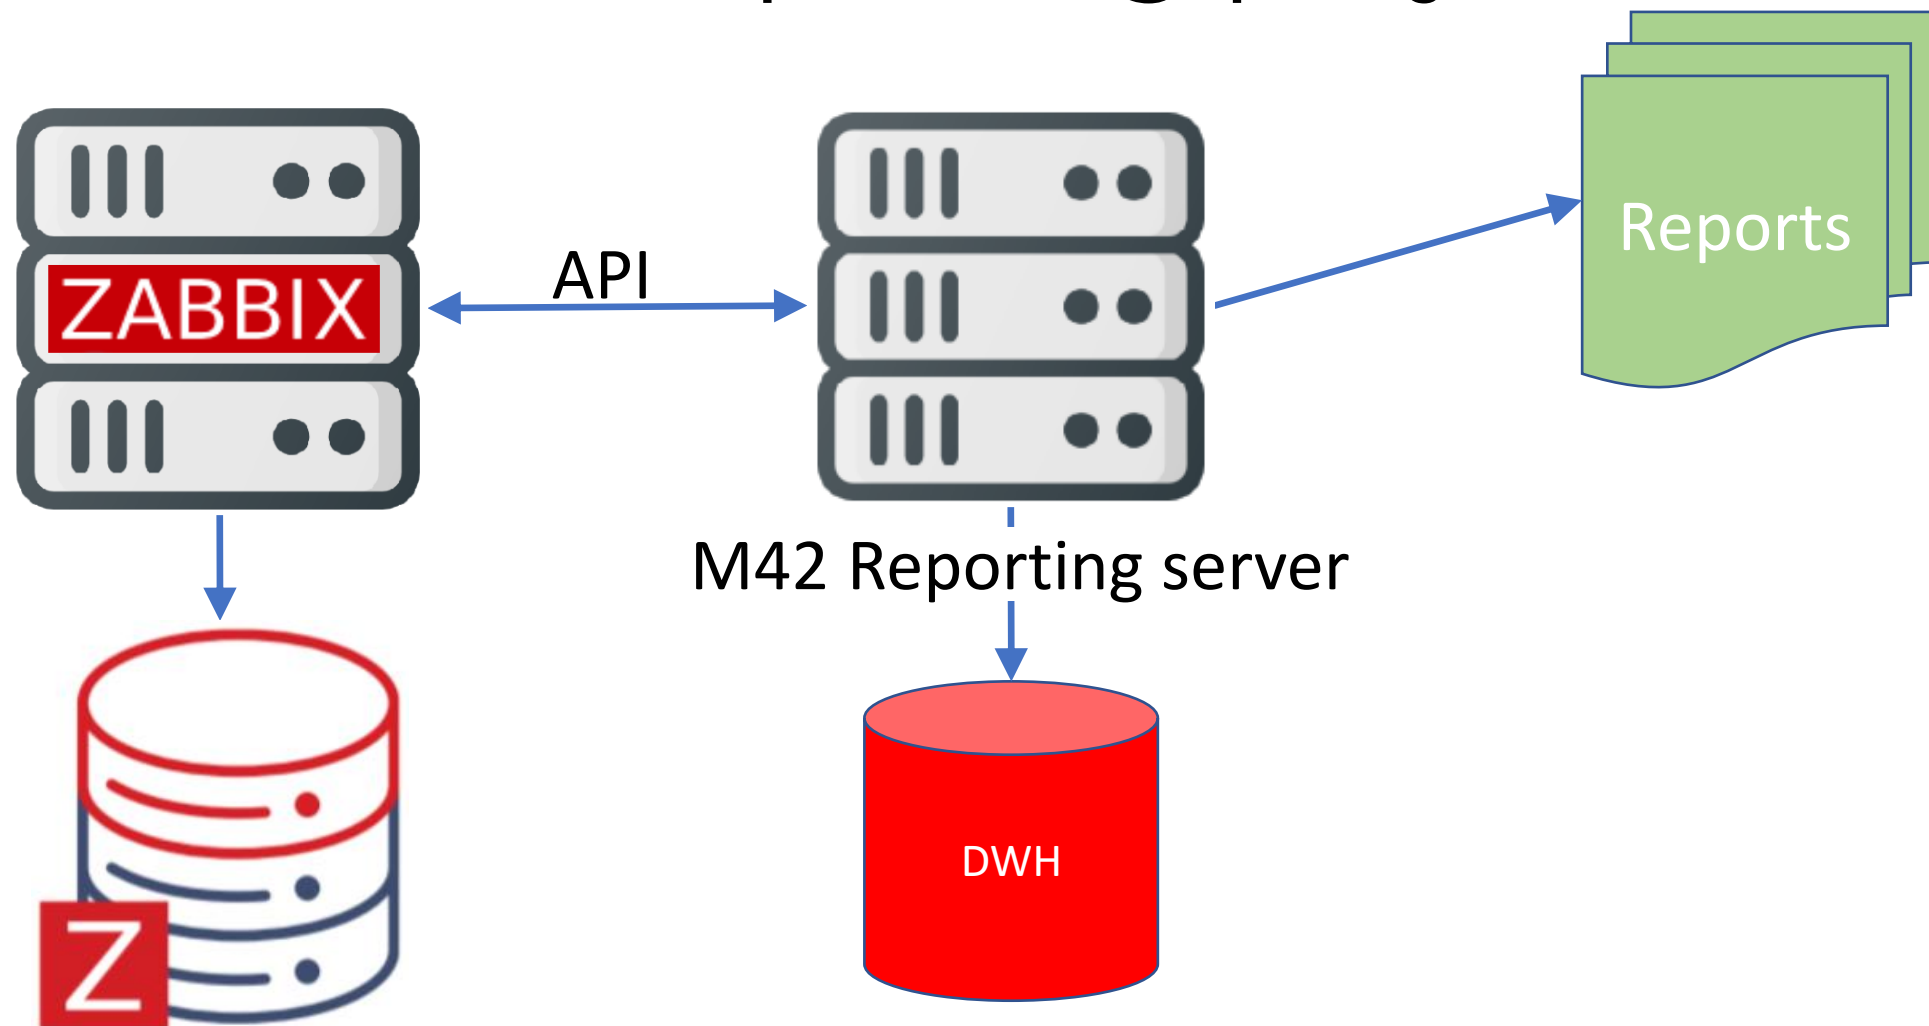 API
ZABBIX
Reports
M42 Reporting server
DWH
Z